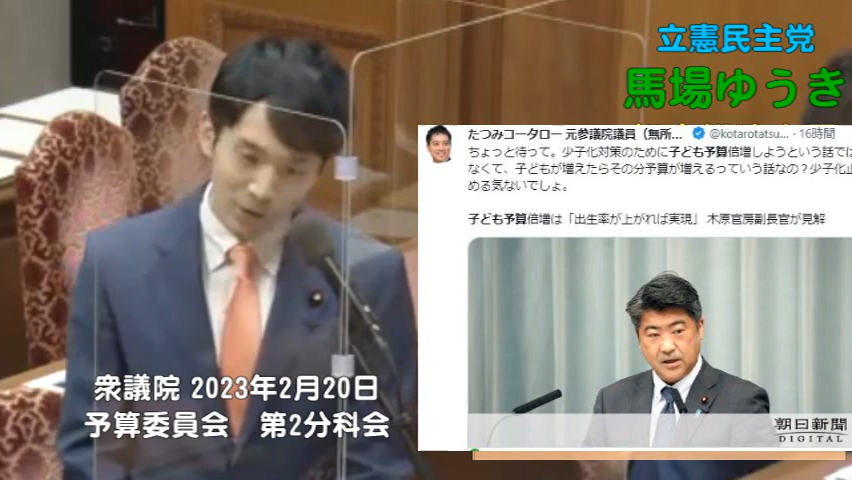 立憲民主党
馬場ゆうき
たつみコータロー 元参議院議員（無所... @kotarotatsu... ・16時間
ちょっと待って。少子化対策のために子ども予算倍増しようという話では
なくて、子どもが増えたらその分予算が増えるっていう話なの？少子化止
める気ないでしょ。
子ども予算倍増は「出生率が上がれば実現」 木原官房副長官が見解
朝日新聞
DIGITAL
衆議院 2023年2月20日
予算委員会　第2分科会